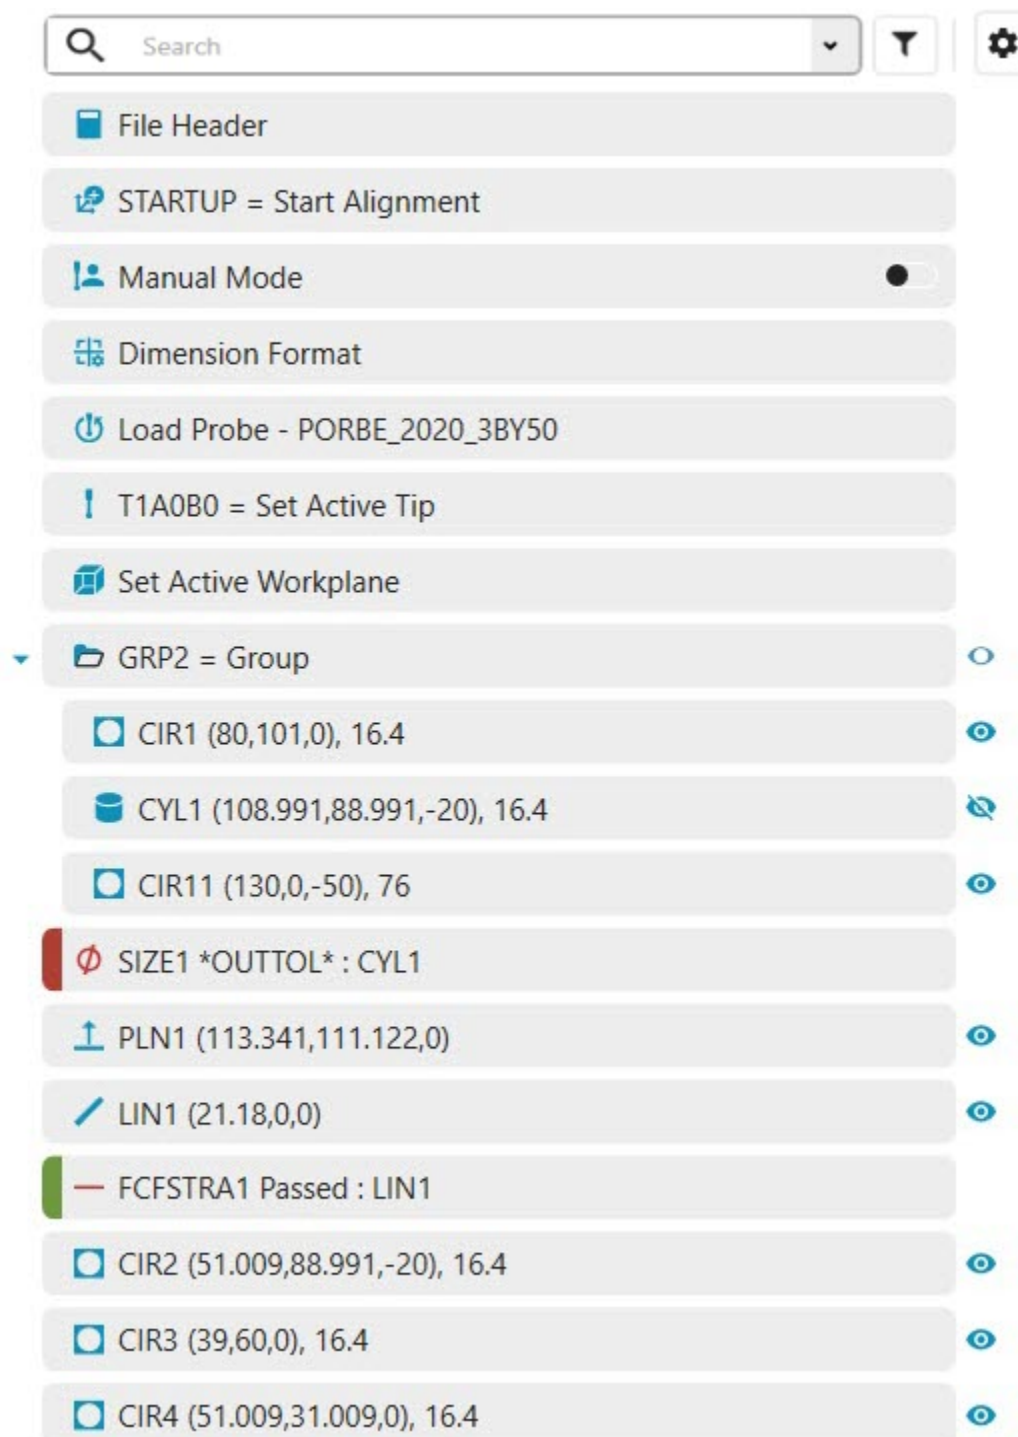 Search
File Header
STARTUP = Start Alignment
Manual Mode
Dimension Format
Load Probe - PORBE_2020_3BY50
T1A0B0 = Set Active Tip
Set Active Workplane
GRP2 = Group
CIR1 (80,101,0), 16.4
CYL1 (108.991,88.991,-20), 16.4
CIR11 (130,0,-50), 76
SIZE1 *OUTTOL* : CYL1
PLN1 (113.341,111.122,0)
LIN1 (21.18,0,0)
FCFSTRA1 Passed : LIN1
CIR2 (51.009,88.991,-20), 16.4
CIR3 (39,60,0), 16.4
CIR4 (51.009,31.009,0), 16.4